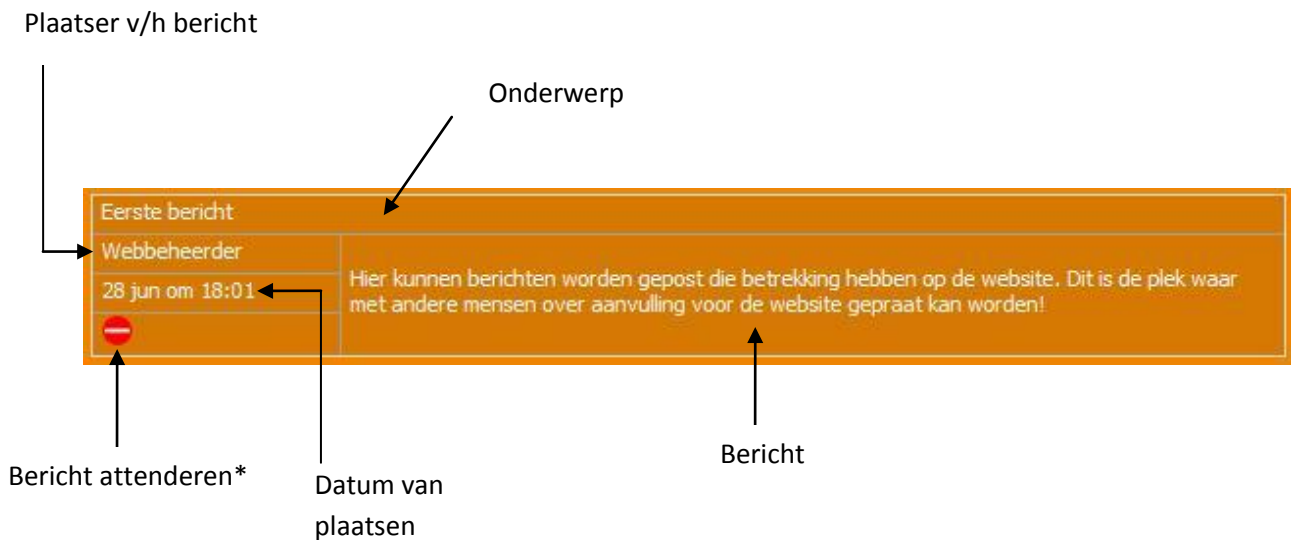 Plaatser v/h bericht
Onderwerp
Eerste bericht
Webbeheerder
28 jun om 18:01
Hier kunnen berichten worden gepost die betrekking hebben op de website. Dit is de plek waar
met andere mensen over aanvulling voor de website gepraat kan worden!
Bericht attenderen*
Datum van
plaatsen
Bericht